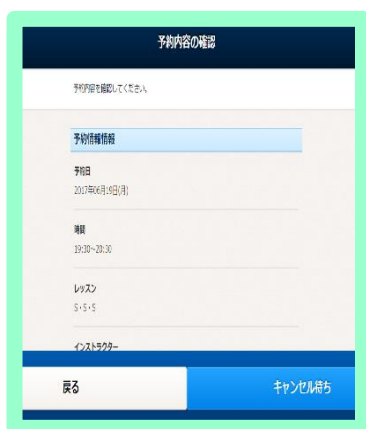 予約内容の確認
予約内容を確認してください。
予約情報情報
予約日
2017年06月19日(月)
時間
19:30~20:30
レッスン
S・S・S
インストラクター
戻る
キャンセル待ち